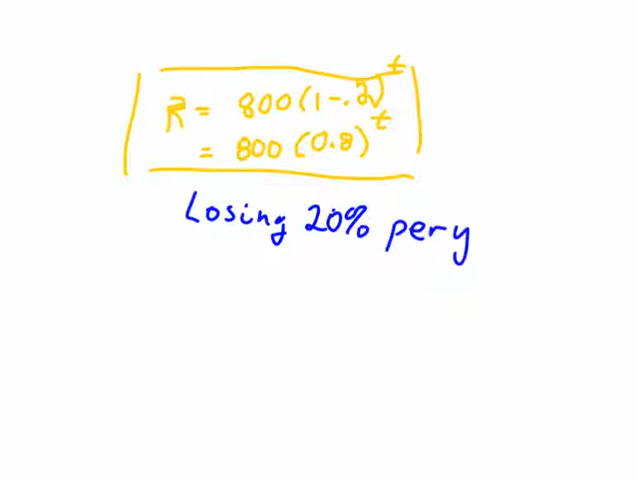 R = 800(1-.2)^t
= 800(0.8)^t
Losing 20% per y